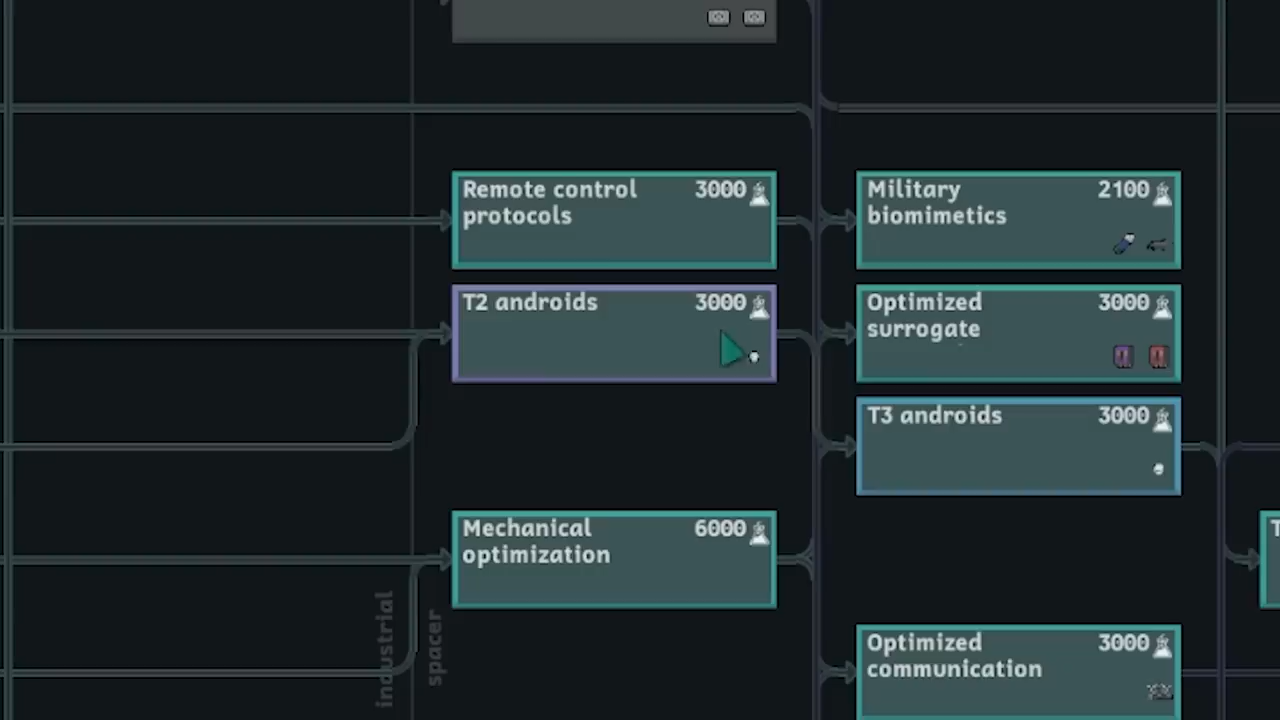 Remote control 3000
protocols
Military 2100
biomimetics
T2 androids 3000
Optimized 3000
surrogate
T3 androids 3000
Mechanical 6000
optimization
Optimized 3000
communication
industrial
spacer
T